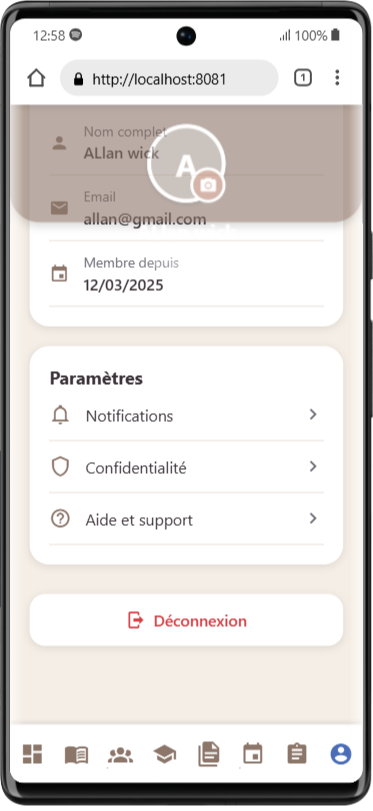 12:58
100%
http://localhost:8081
1
Nom complet
ALlan wick
A
Email
allan@gmail.com
Membre depuis
12/03/2025
Paramètres
Notifications
Confidentialité
Aide et support
Déconnexion